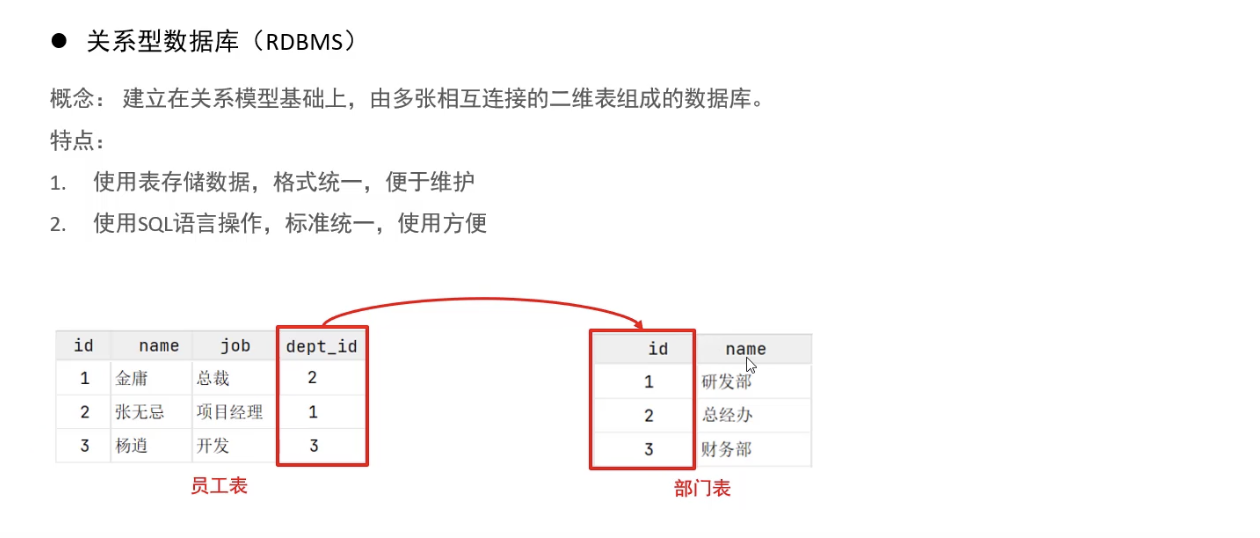 ● 关系型数据库（RDBMS）
概念： 建立在关系模型基础上，由多张相互连接的二维表组成的数据库。
特点：
1. 使用表存储数据，格式统一，便于维护
2. 使用SQL语言操作，标准统一，使用方便
id name job dept_id
1 金庸 总裁 2
2 张无忌 项目经理 1
3 杨逍 开发 3
员工表
id name
1 研发部
2 总经办
3 财务部
部门表